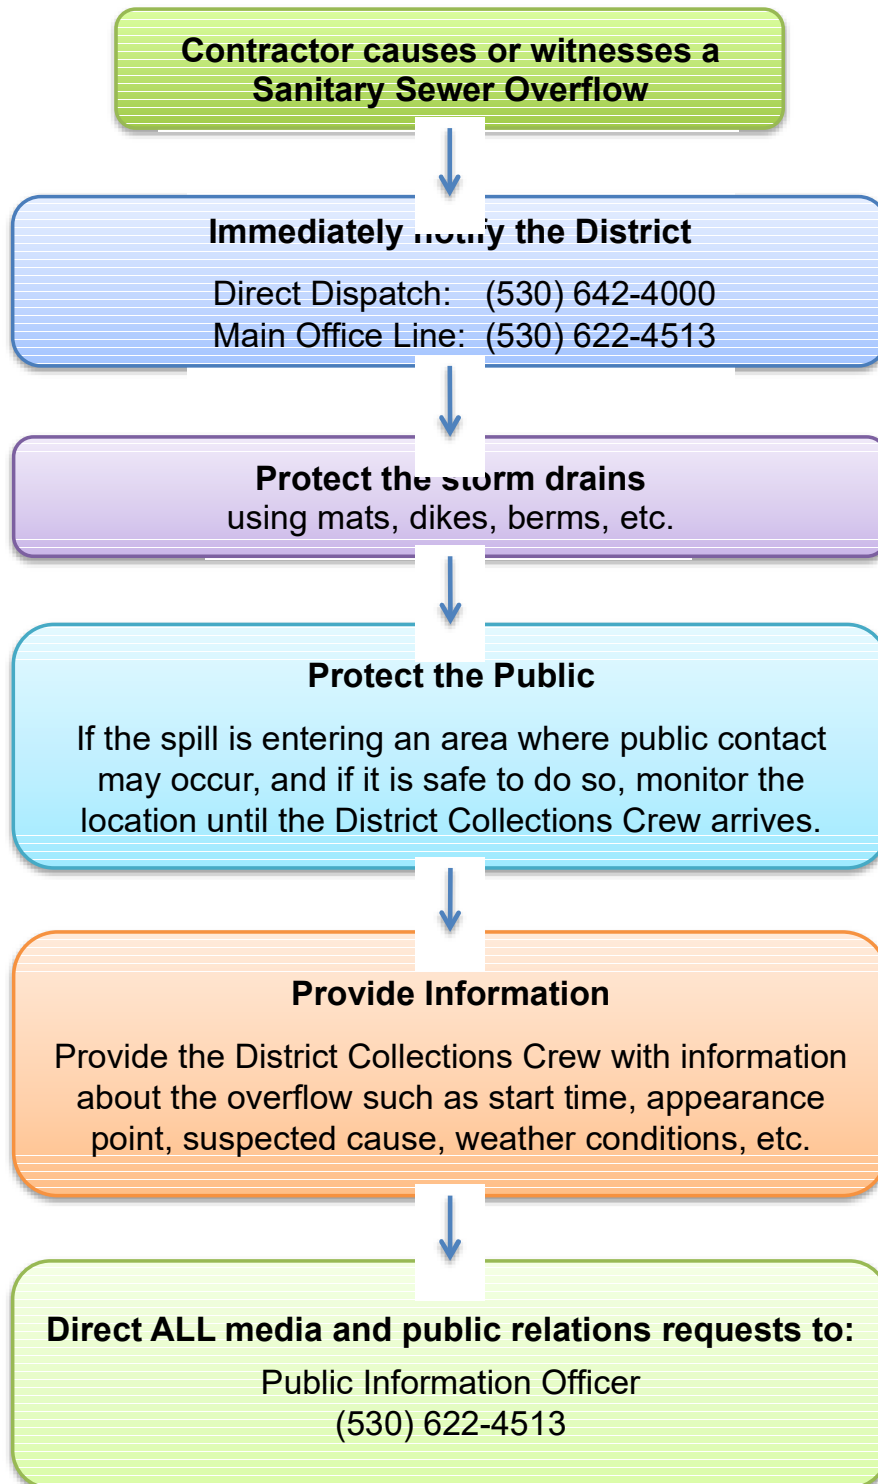 Contractor causes or witnesses a
Sanitary Sewer Overflow
Immediately notify the District
Direct Dispatch: (530) 642-4000
Main Office Line: (530) 622-4513
Protect the storm drains
using mats, dikes, berms, etc.
Protect the Public
If the spill is entering an area where public contact
may occur, and if it is safe to do so, monitor the
location until the District Collections Crew arrives.
Provide Information
Provide the District Collections Crew with information
about the overflow such as start time, appearance
point, suspected cause, weather conditions, etc.
Direct ALL media and public relations requests to:
Public Information Officer
(530) 622-4513